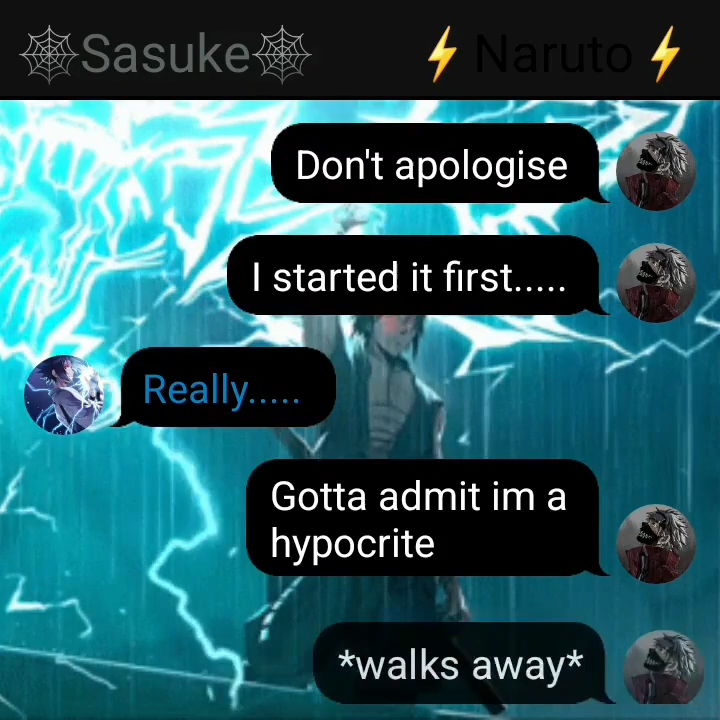 🕸Sasuke🕸 ⚡ Naruto ⚡
Don't apologise
I started it first.....
Really.....
Gotta admit im a
hypocrite
*walks away*